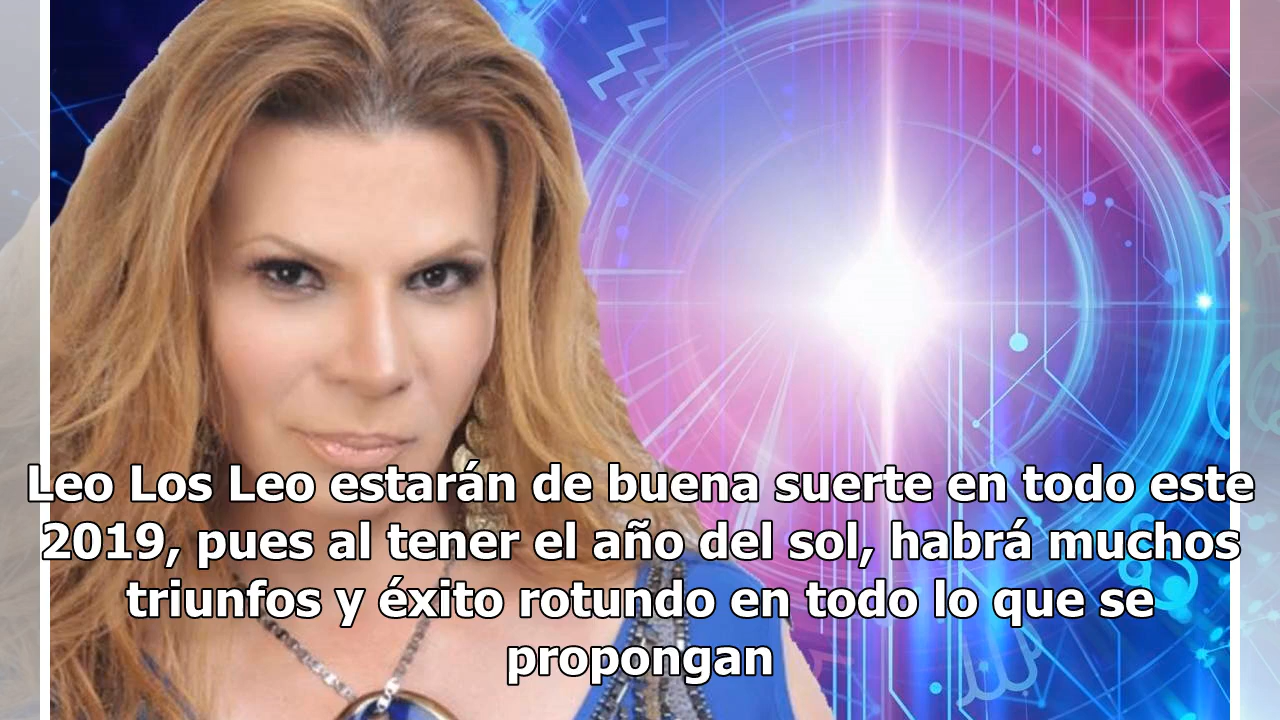 Leo Los Leo estarán de buena suerte en todo este
2019, pues al tener el año del sol, habrá muchos
triunfos y éxito rotundo en todo lo que se
propongan